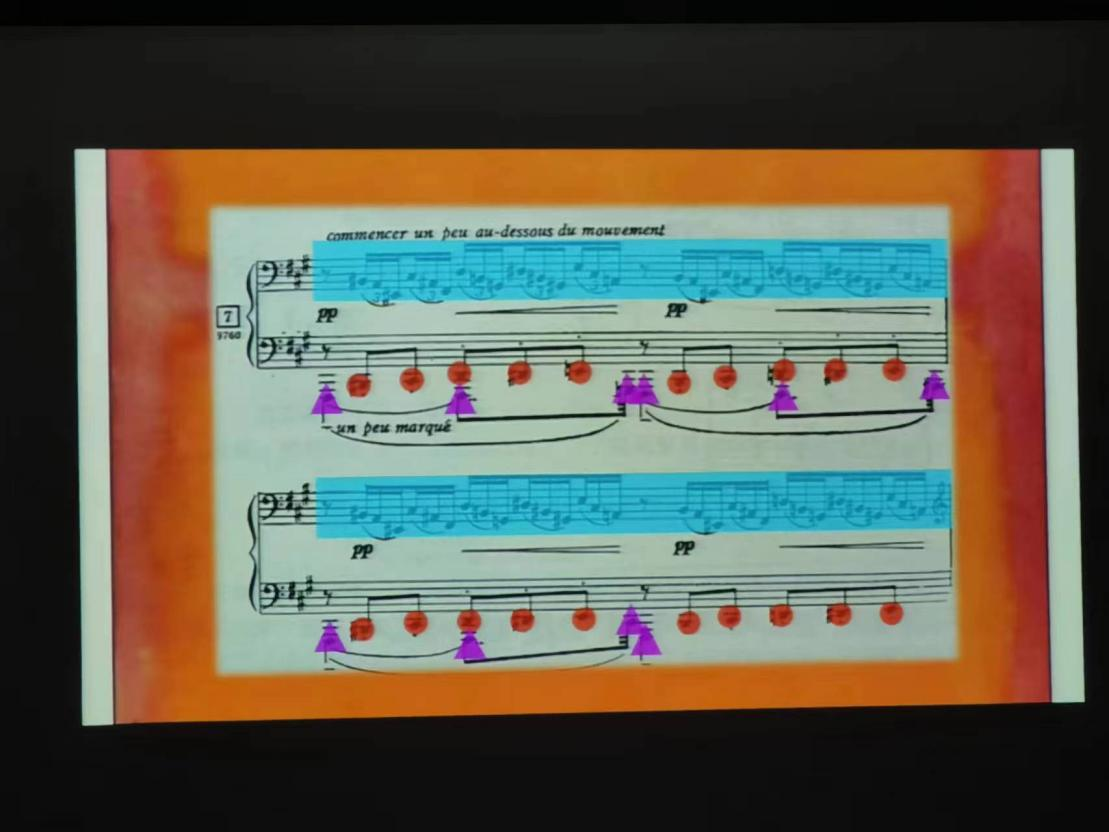 commencer un peu au-dessous du mouvement
pp
pp
7
9760
un peu marqué
pp
pp